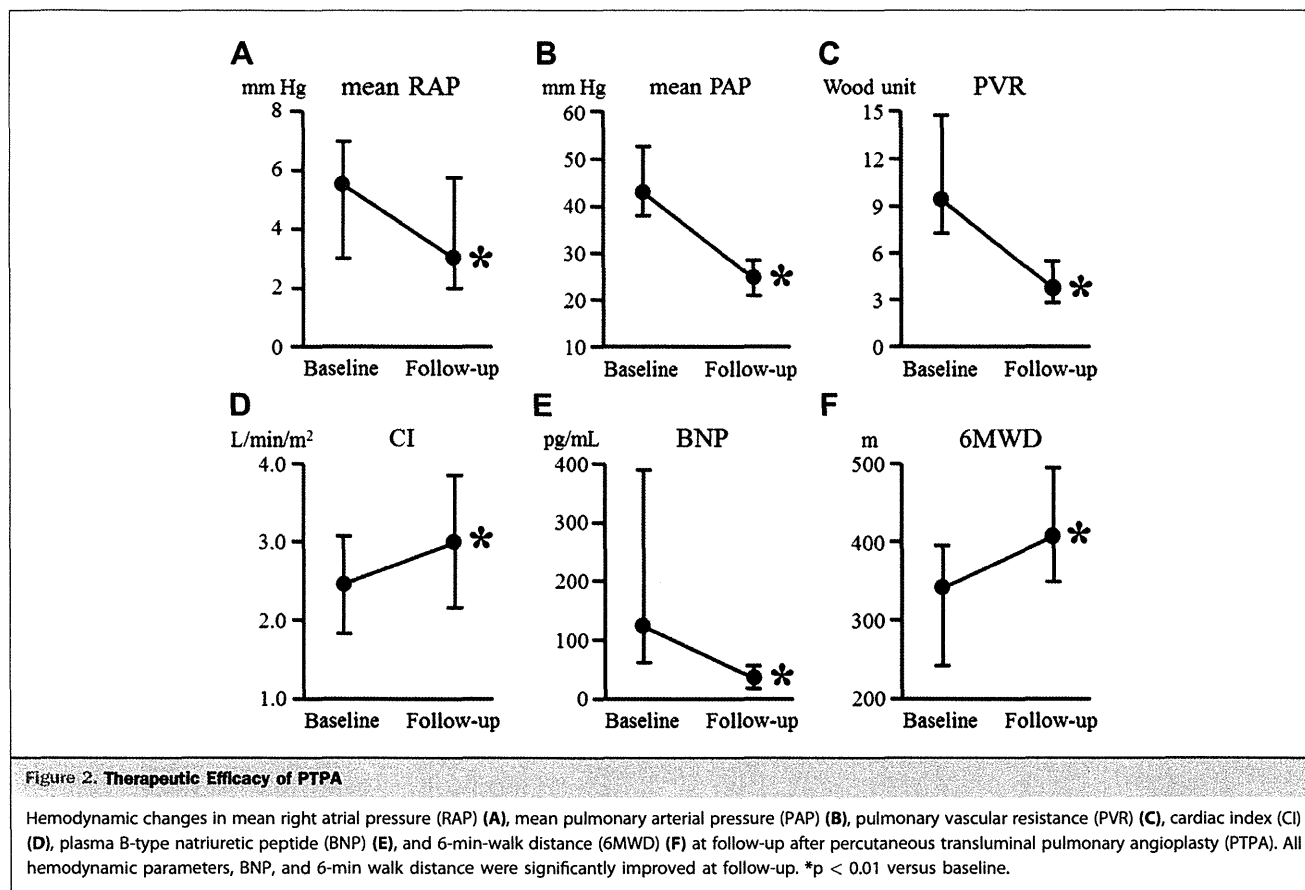 A
mm Hg
mean RAP
8
6
4
2
0
Baseline
Follow-up
*
B
mm Hg
mean PAP
60
50
40
30
20
10
Baseline
Follow-up
*
C
Wood unit
PVR
15
12
9
6
3
0
Baseline
Follow-up
*
D
L/min/m²
CI
4.0
3.0
2.0
1.0
Baseline
Follow-up
*
E
pg/mL
BNP
400
300
200
100
0
Baseline
Follow-up
*
F
m
6MWD
500
400
300
200
Baseline
Follow-up
*
Figure 2. Therapeutic Efficacy of PTPA
Hemodynamic changes in mean right atrial pressure (RAP) (A), mean pulmonary arterial pressure (PAP) (B), pulmonary vascular resistance (PVR) (C), cardiac index (CI)
(D), plasma B-type natriuretic peptide (BNP) (E), and 6-min-walk distance (6MWD) (F) at follow-up after percutaneous transluminal pulmonary angioplasty (PTPA). All
hemodynamic parameters, BNP, and 6-min walk distance were significantly improved at follow-up. *p < 0.01 versus baseline.